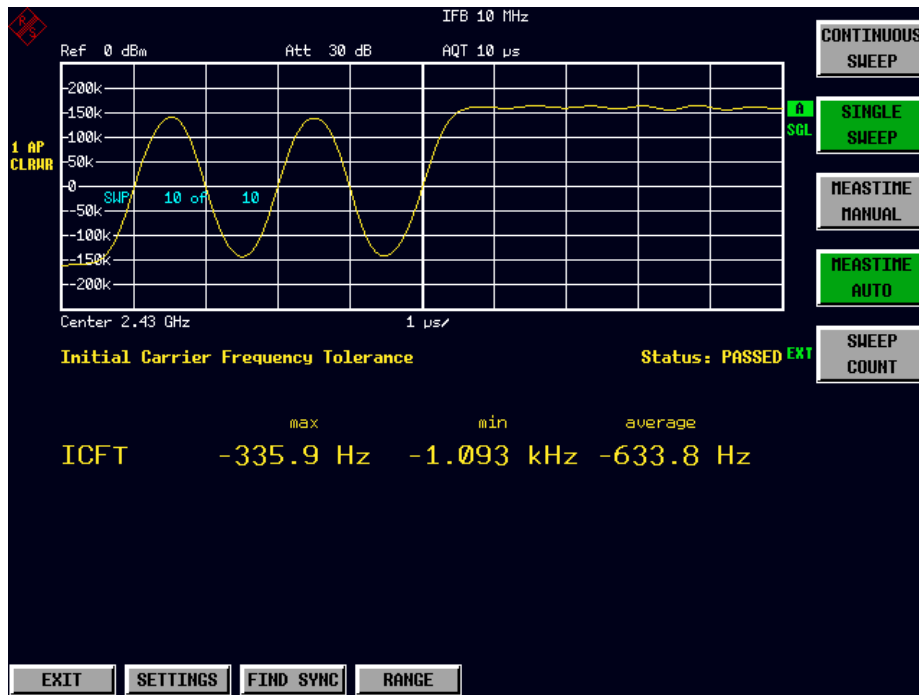 IFB 10 MHz
Ref 0 dBm Att 30 dB AQT 10 µs
R S
200k
150k
100k
50k
0
-50k
-100k
-150k
-200k
1 AP
CLRWR
SWP 10 of 10
A
SGL
Center 2.43 GHz 1 µs/
Initial Carrier Frequency Tolerance Status: PASSED
EXT
max min average
ICFT -335.9 Hz -1.093 kHz -633.8 Hz
CONTINUOUS
SWEEP
SINGLE
SWEEP
MEASTIME
MANUAL
MEASTIME
AUTO
SWEEP
COUNT
EXIT SETTINGS FIND SYNC RANGE